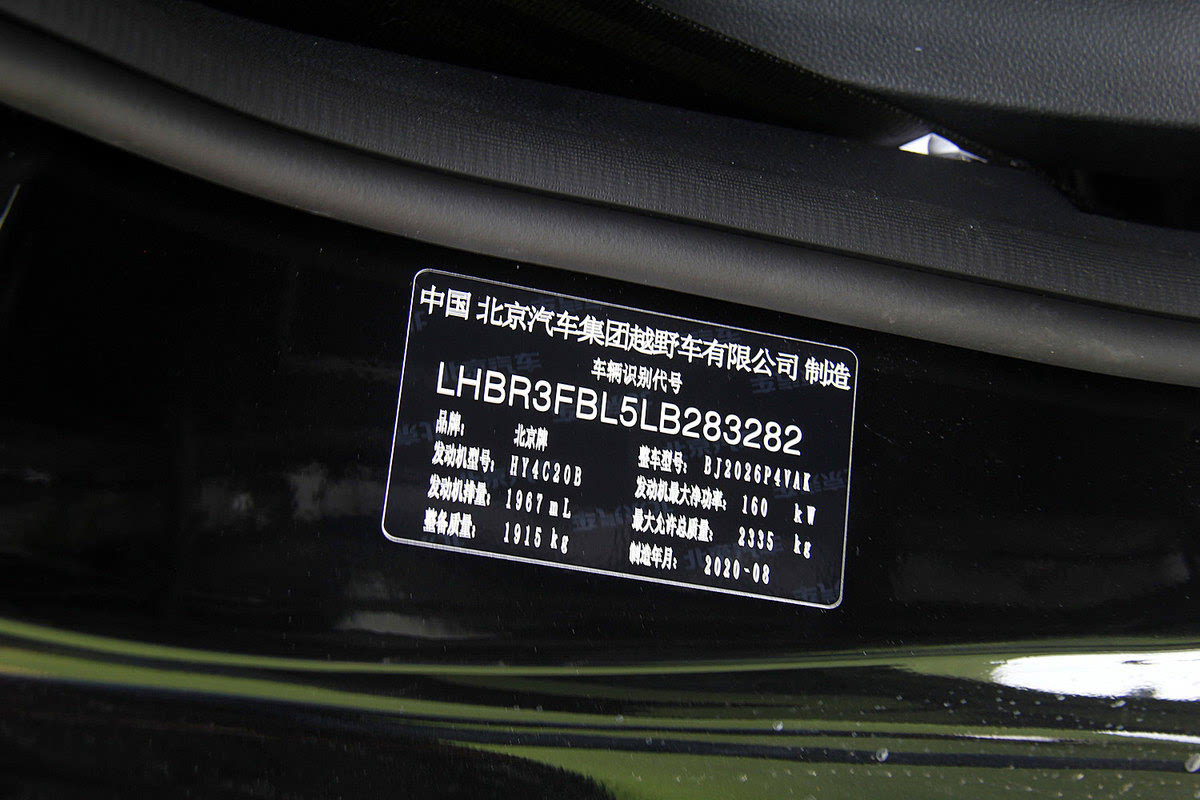 中国 北京汽车集团越野车有限公司 制造
车辆识别代号
LHBR3FBL5LB283282
品牌: 北京牌
整车型号: BJ2026P4VAK
发动机型号: HY4C20B
发动机最大净功率: 160 kW
发动机排量: 1967 mL
最大允许总质量: 2335 kg
整备质量: 1915 kg
制造年月: 2020-08